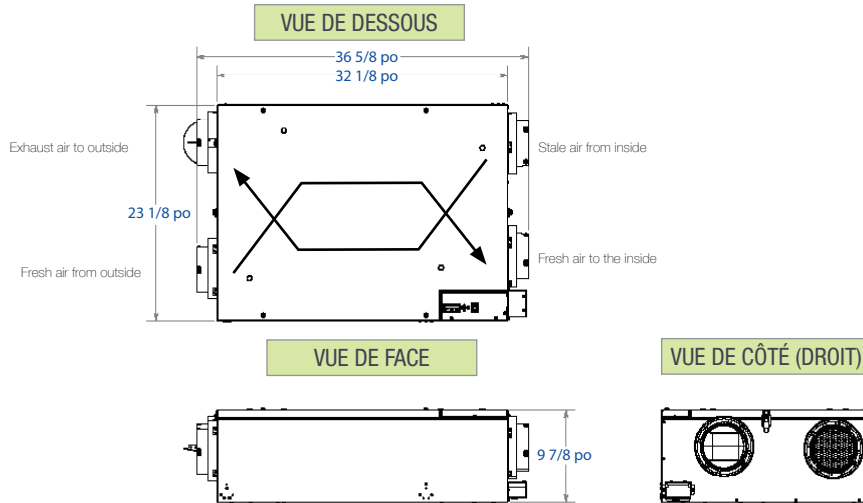 VUE DE DESSOUS
36 5/8 po
32 1/8 po
Exhaust air to outside
Stale air from inside
23 1/8 po
Fresh air from outside
Fresh air to the inside
VUE DE FACE
VUE DE CÔTÉ (DROIT)
9 7/8 po